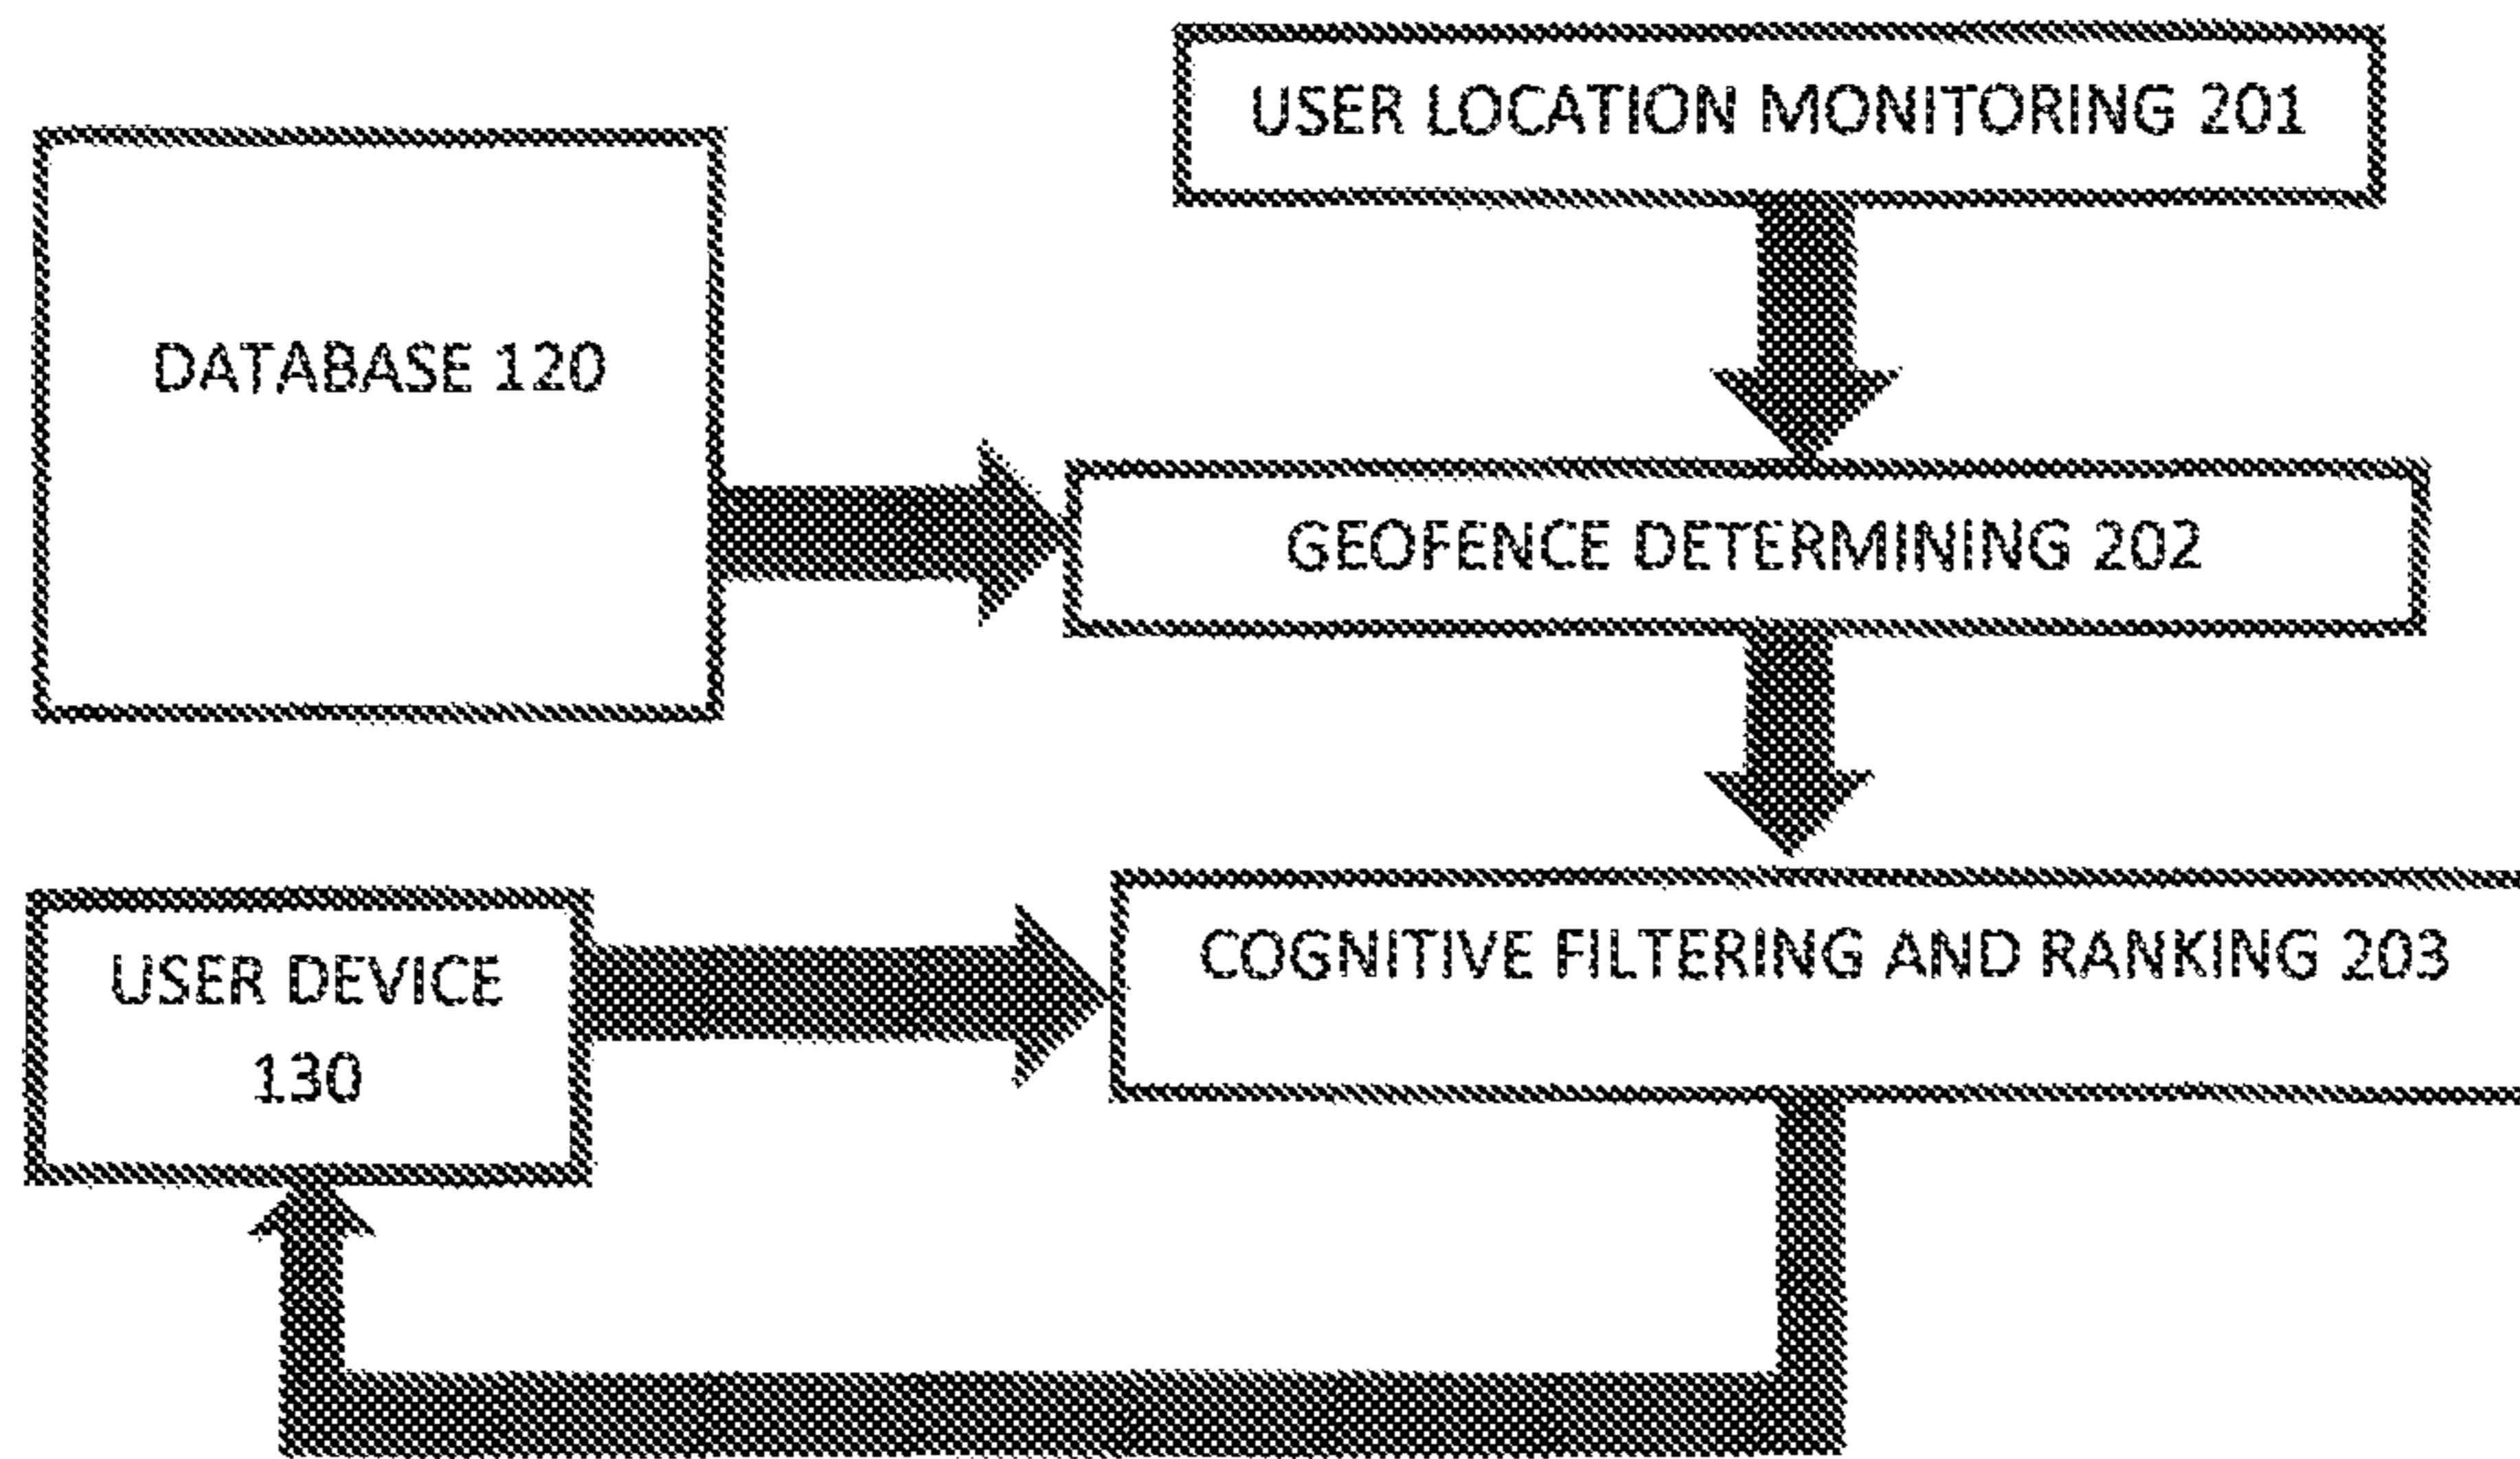 USER LOCATION MONITORING 201
DATABASE 120
GEOFENCE DETERMINING 202
COGNITIVE FILTERING AND RANKING 203
USER DEVICE
130